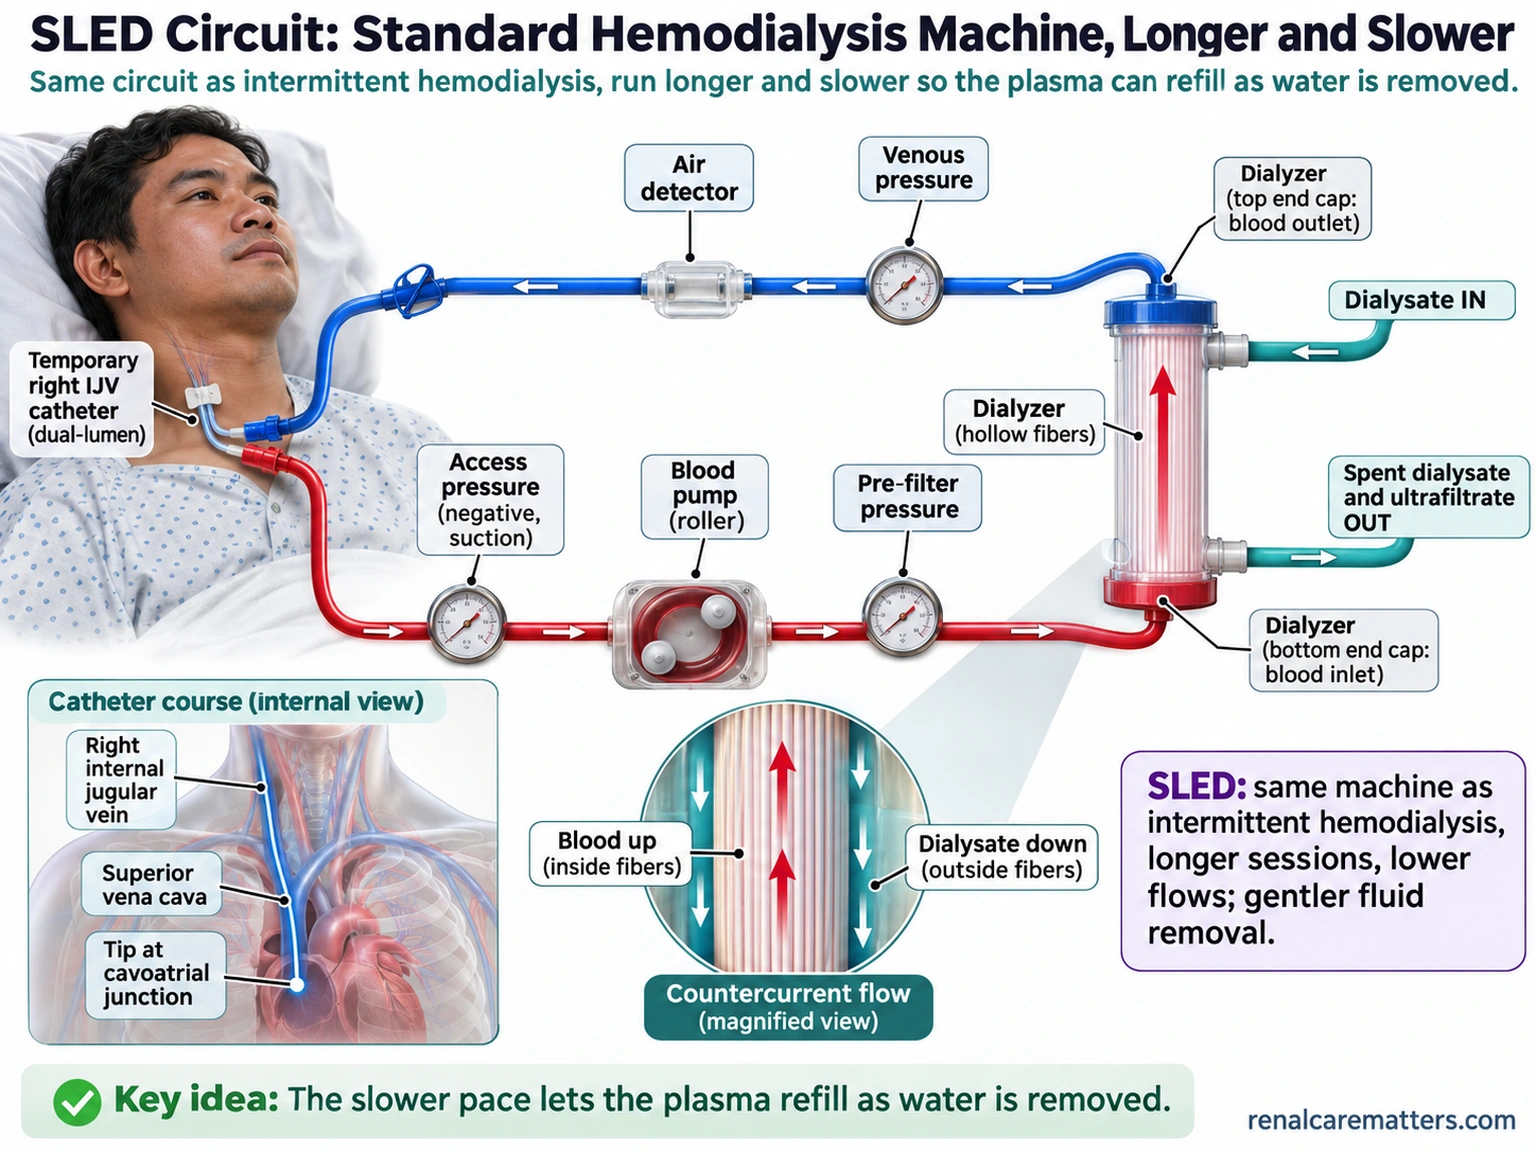 SLED Circuit: Standard Hemodialysis Machine, Longer and Slower
Same circuit as intermittent hemodialysis, run longer and slower so the plasma can refill as water is removed.
Air
detector
Venous
pressure
Dialyzer
(top end cap:
blood outlet)
Dialysate IN
Temporary
right IJV
catheter
(dual-lumen)
Dialyzer
(hollow fibers)
Access
pressure
(negative,
suction)
Blood
pump
(roller)
Pre-filter
pressure
Spent dialysate
and ultrafiltrate
OUT
Dialyzer
(bottom end cap:
blood inlet)
Catheter course (internal view)
Right
internal
jugular
vein
Superior
vena cava
Tip at
cavoatrial
junction
Blood up
(inside fibers)
Dialysate down
(outside fibers)
Countercurrent flow
(magnified view)
SLED: same machine as
intermittent hemodialysis,
longer sessions, lower
flows; gentler fluid
removal.
Key idea: The slower pace lets the plasma refill as water is removed.
renalcarematters.com